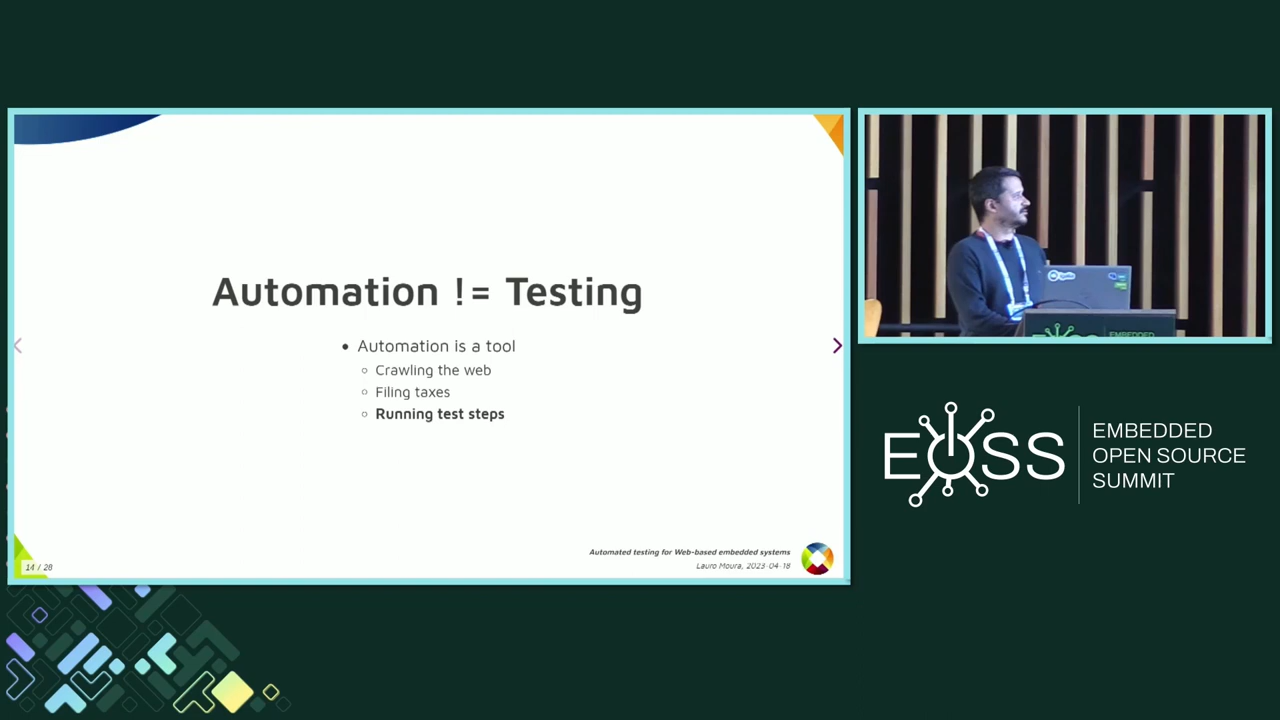 Automation != Testing
Automation is a tool
Crawling the web
Filing taxes
Running test steps
Automated testing for Web-based embedded systems
Lauro Moura, 2023-04-18
14 / 28
EMBEDDED
EOSS
EMBEDDED
OPEN SOURCE
SUMMIT